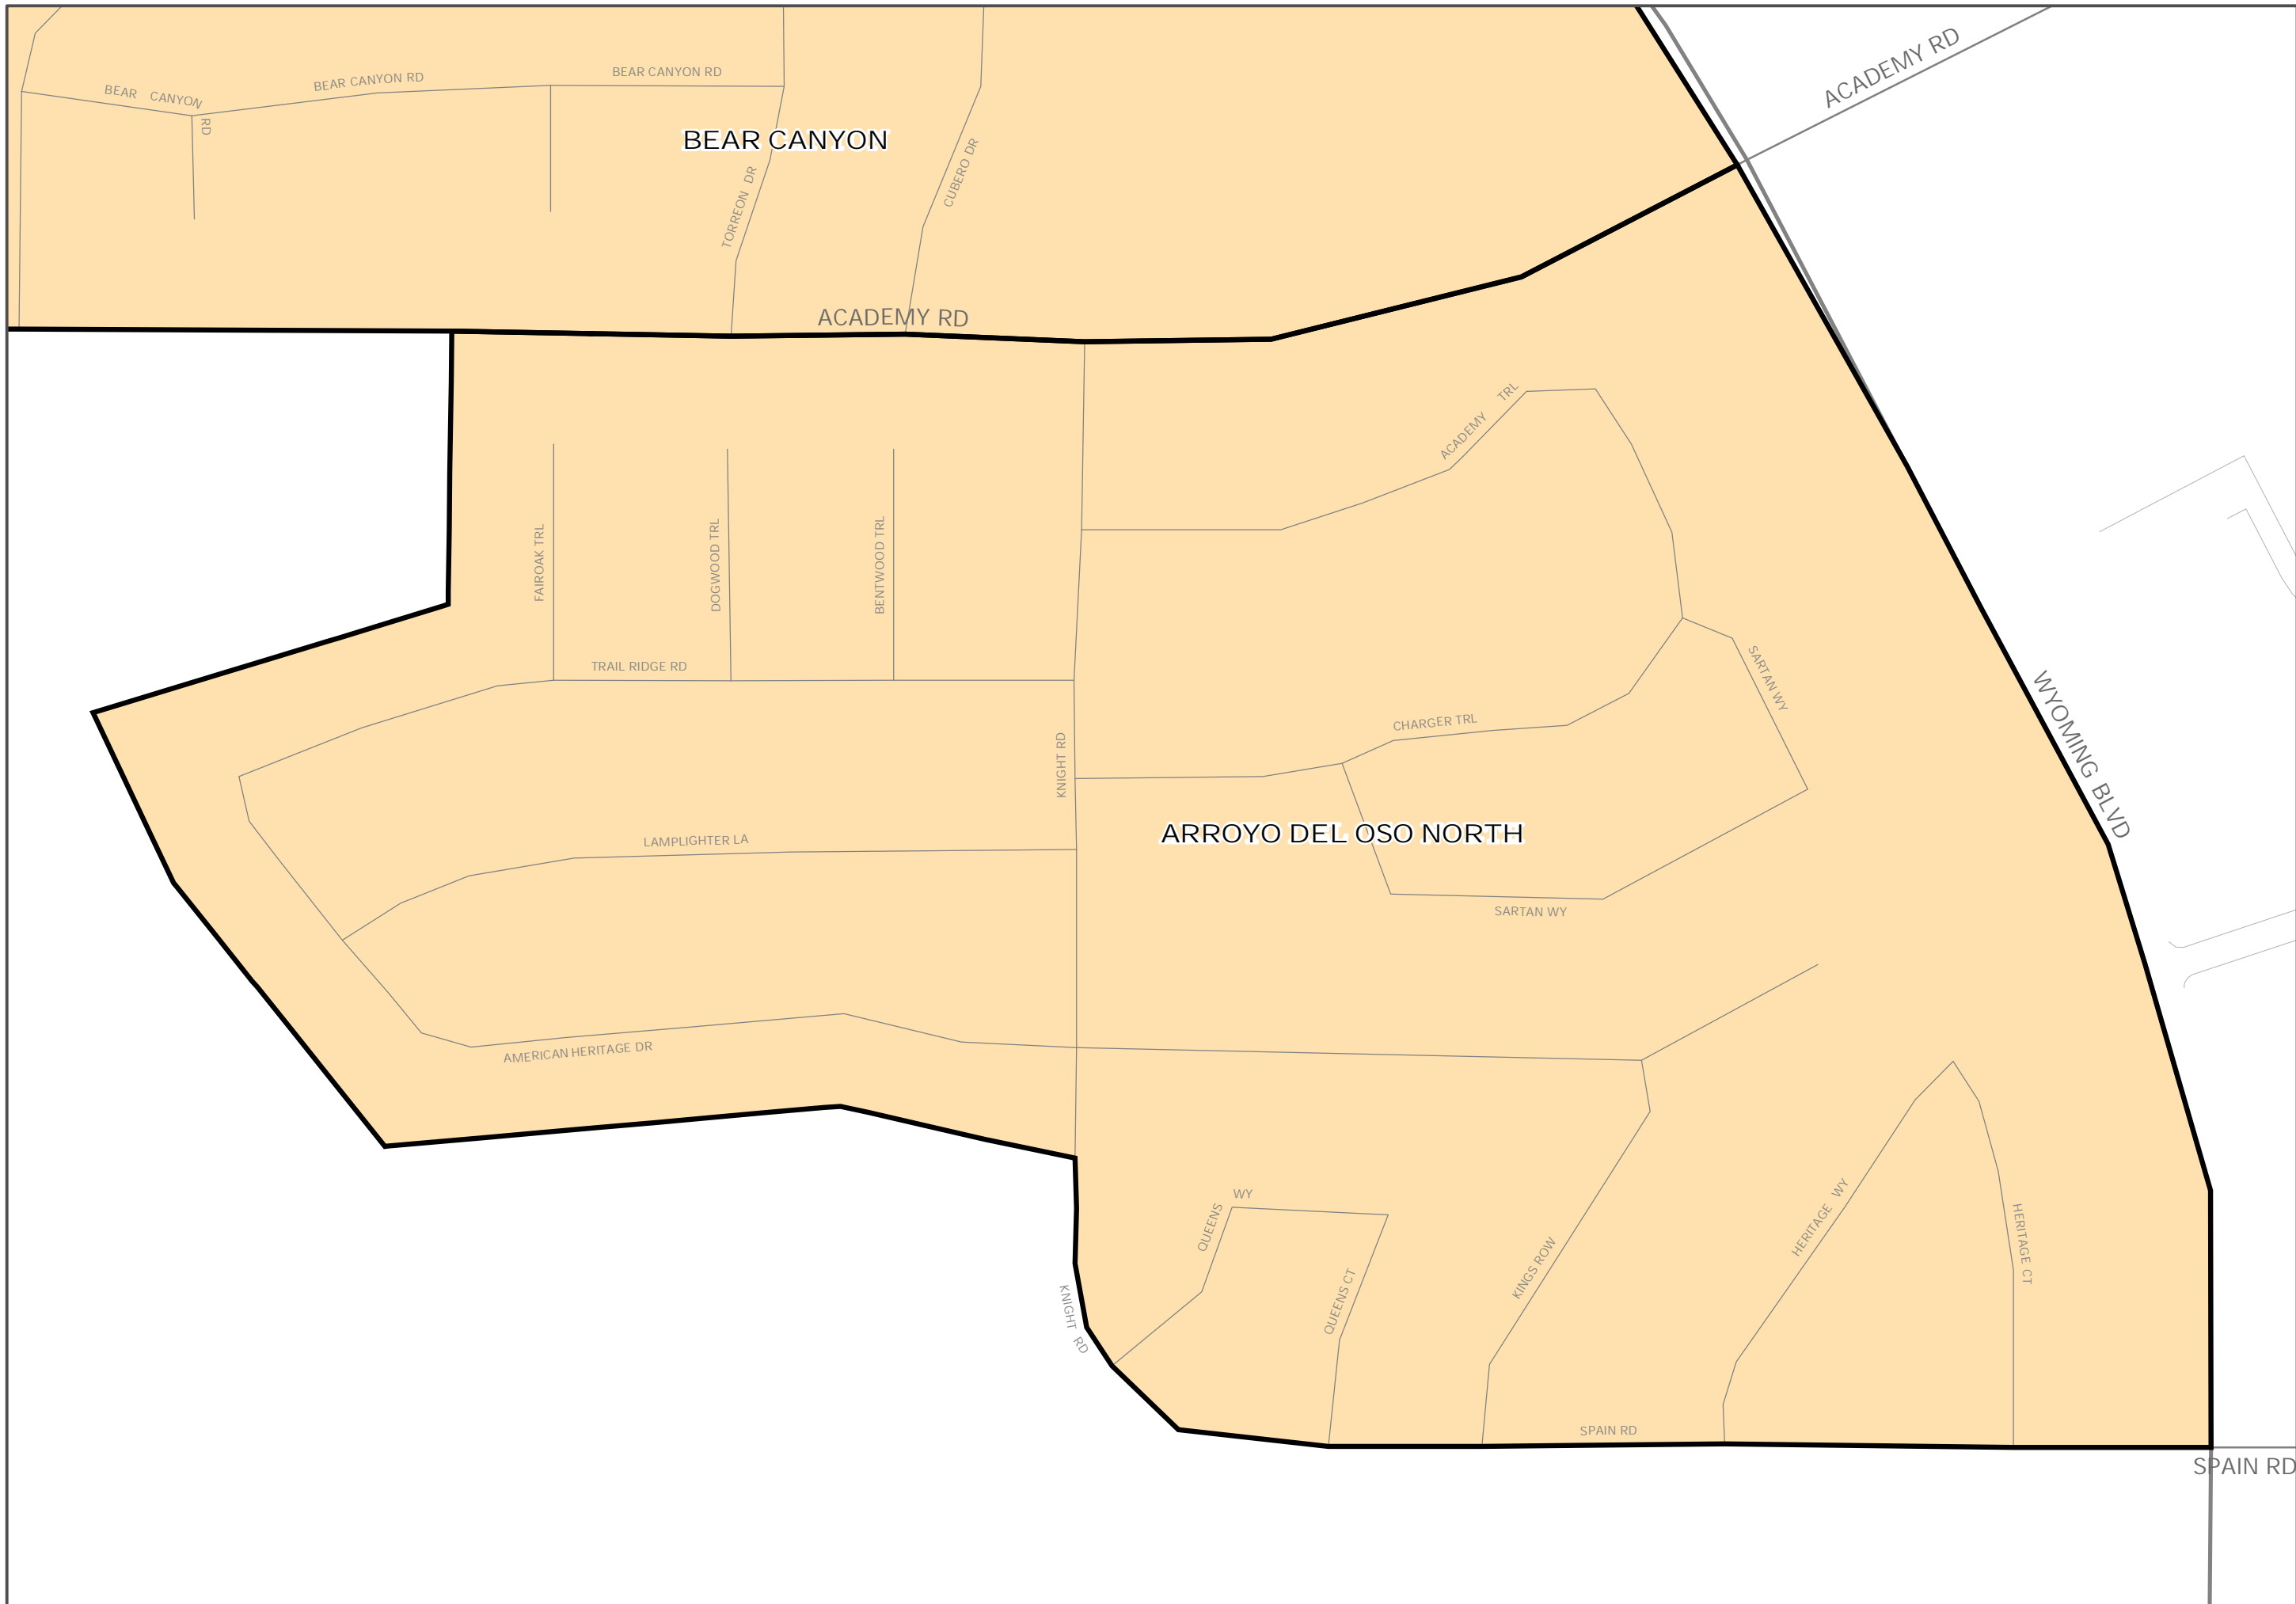 ACADEMY RD
BEAR CANYON RD
BEAR CANYON RD
BEAR CANYON RD
BEAR CANYON
CUBERO DR
TORREON DR
ACADEMY RD
ACADEMY TRL
FAIROAK TRL
DOGWOOD TRL
BENTWOOD TRL
TRAIL RIDGE RD
SARTAN WY
CHARGER TRL
KNIGHT RD
WYOMING BLVD
LAMPLIGHTER LA
ARROYO DEL OSO NORTH
SARTAN WY
AMERICAN HERITAGE DR
QUEENS WY
HERITAGE WY
HERITAGE CT
KINGS ROW
QUEENS CT
KNIGHT RD
SPAIN RD
SPAIN RD